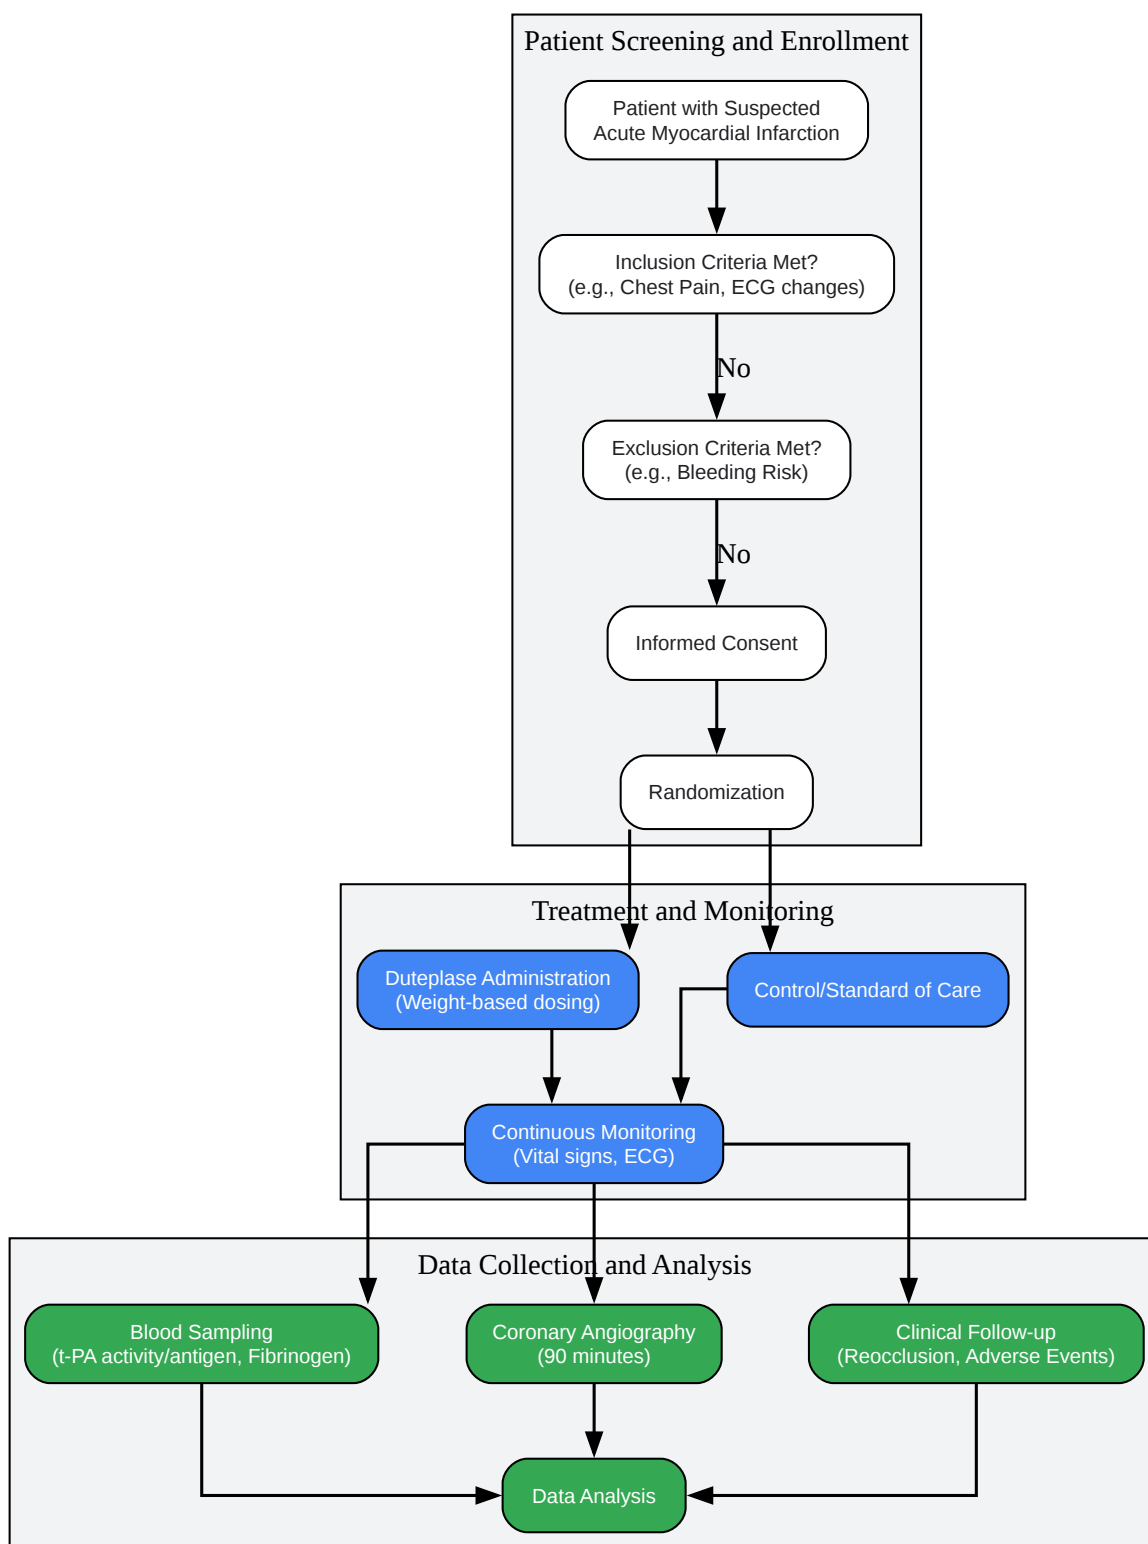 Patient Screening and Enrollment
Patient with Suspected
Acute Myocardial Infarction
Inclusion Criteria Met?
(e.g., Chest Pain, ECG changes)
No
Exclusion Criteria Met?
(e.g., Bleeding Risk)
No
Informed Consent
Randomization
Treatment and Monitoring
Duteplase Administration
(Weight-based dosing)
Control/Standard of Care
Continuous Monitoring
(Vital signs, ECG)
Data Collection and Analysis
Blood Sampling
(t-PA activity/antigen, Fibrinogen)
Coronary Angiography
(90 minutes)
Clinical Follow-up
(Reocclusion, Adverse Events)
Data Analysis